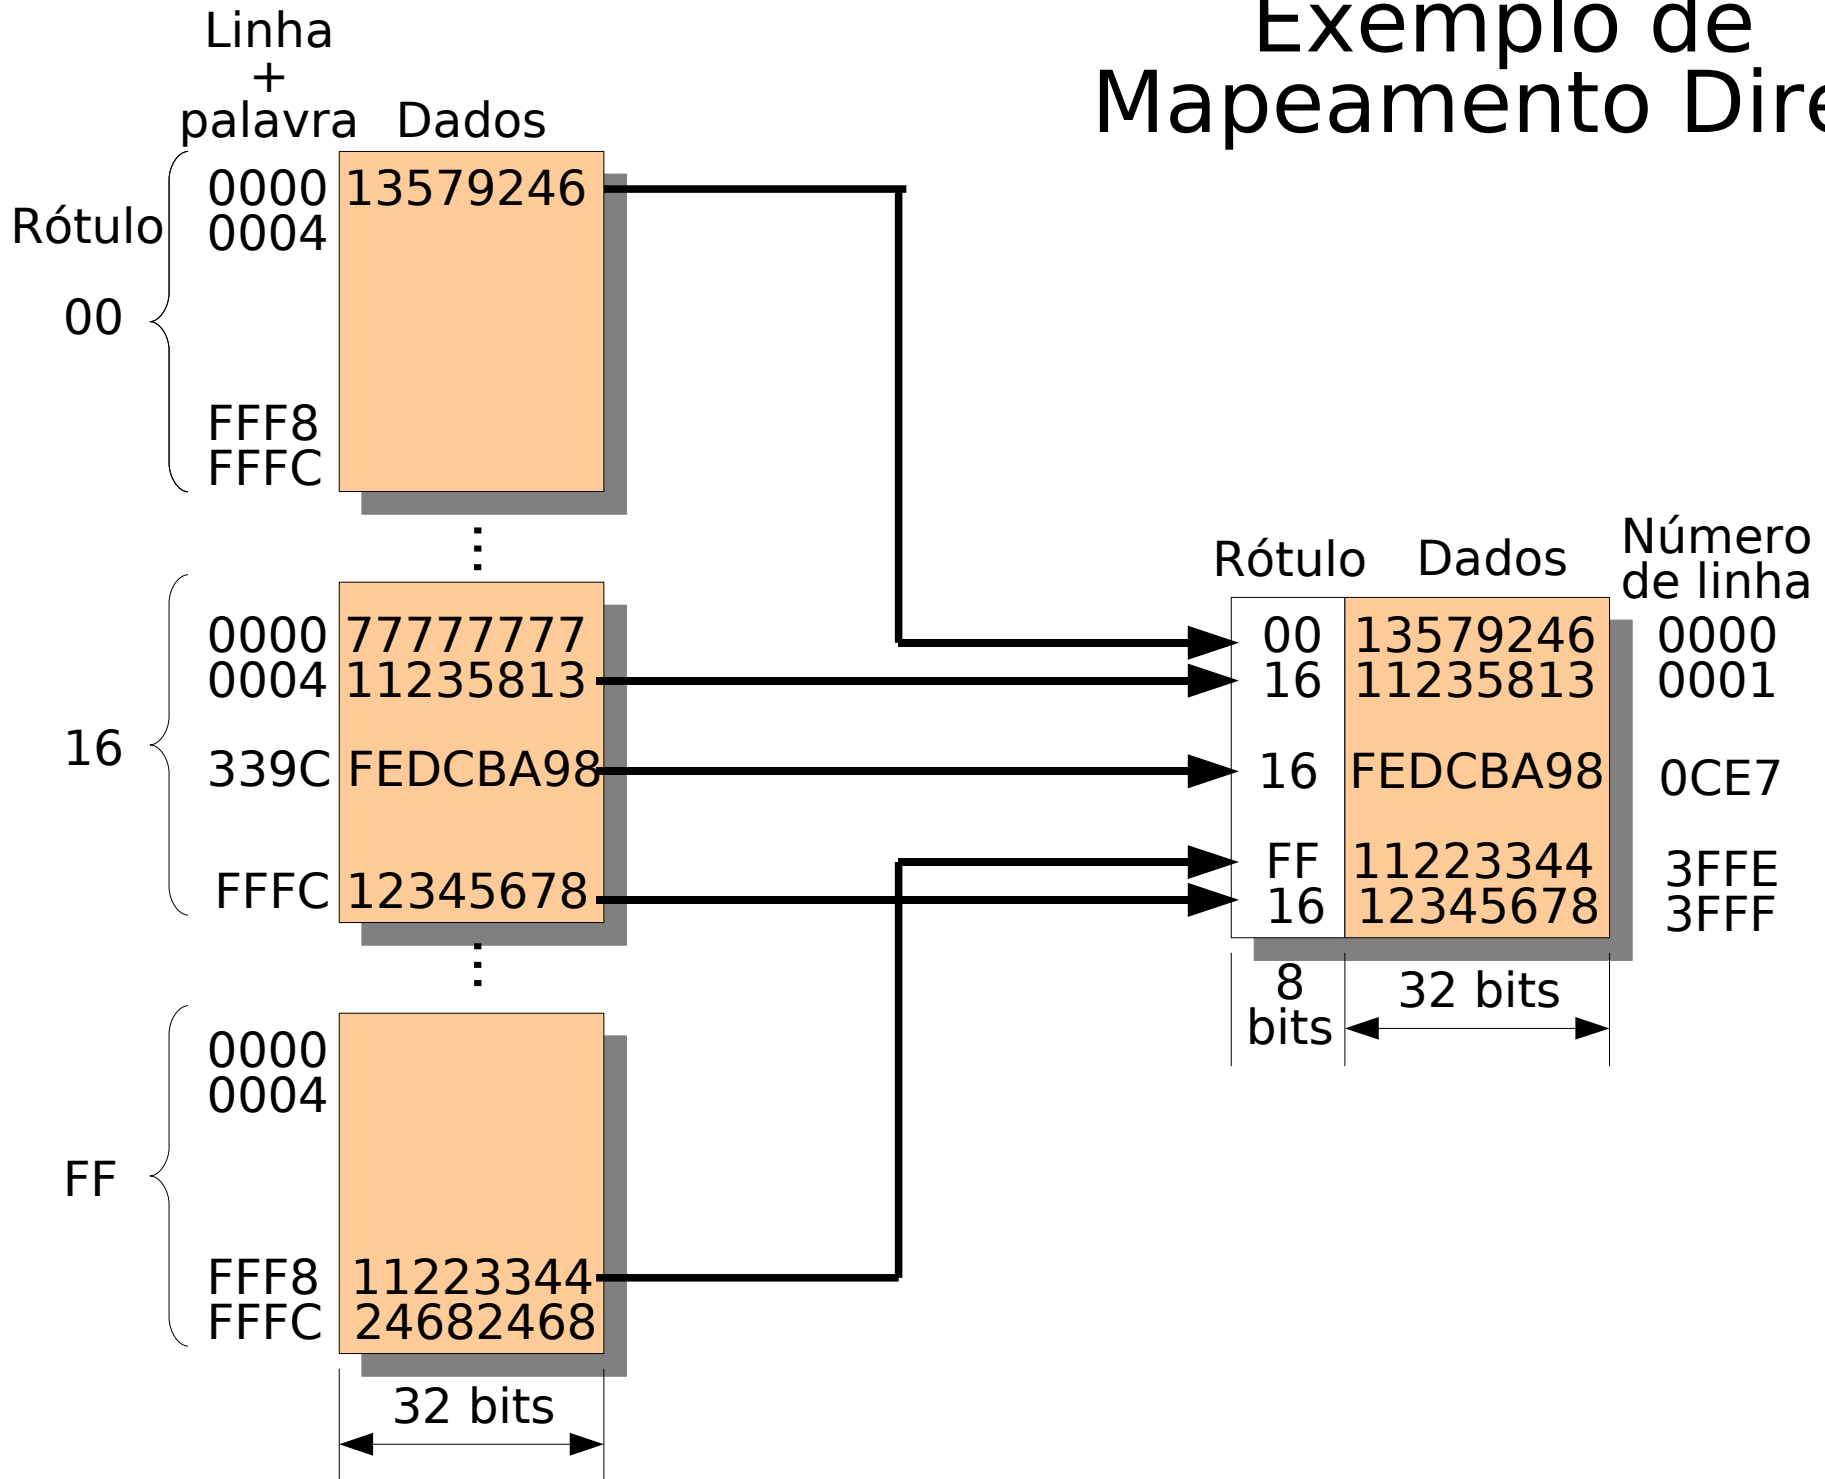 Exemplo de
Mapeamento Dire
Linha
+
palavra Dados
Rótulo
00
0000 13579246
0004
FFF8
FFFC
16
0000 77777777
0004 11235813
339C FEDCBA98
FFFC 12345678
FF
0000
0004
FFF8 11223344
FFFC 24682468
32 bits
Rótulo Dados Número
de linha
00 13579246 0000
16 11235813 0001
16 FEDCBA98 0CE7
FF 11223344 3FFE
16 12345678 3FFF
8
bits
32 bits